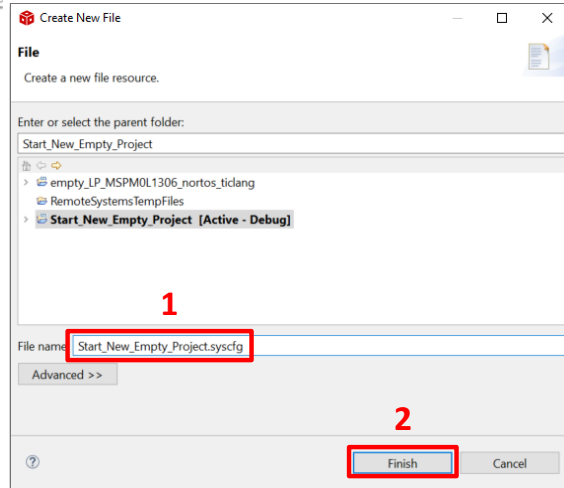 Create New File
File
Create a new file resource.
Enter or select the parent folder:
Start_New_Empty_Project
empty_LP_MSPM0L1306_nortos_ticlang
RemoteSystemsTempFiles
Start_New_Empty_Project [Active - Debug]
1
File name: Start_New_Empty_Project.syscfg
Advanced >>
2
Finish Cancel